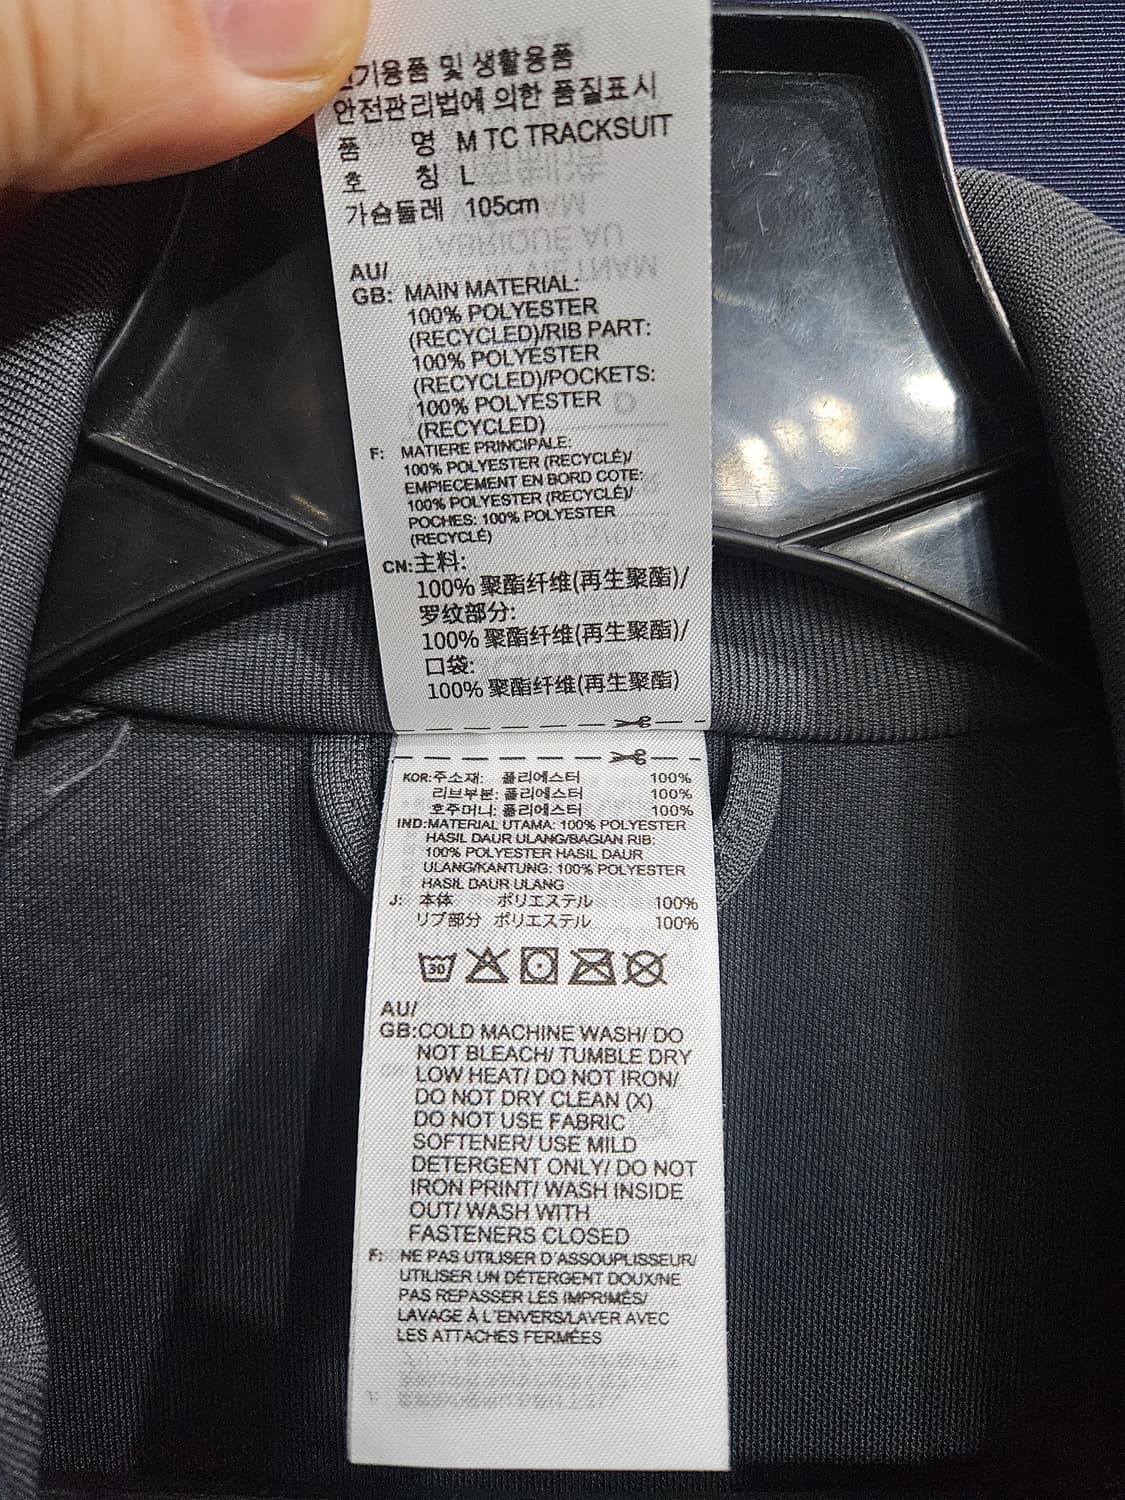 기용품 및 생활용품
안전관리법에 의한 품질표시
품 명 M TC TRACKSUIT
호 칭 L
가슴둘레 105cm
AU/
GB: MAIN MATERIAL:
100% POLYESTER
(RECYCLED)/RIB PART:
100% POLYESTER
(RECYCLED)/POCKETS:
100% POLYESTER
(RECYCLED)
F: MATIERE PRINCIPALE:
100% POLYESTER (RECYCLÉ)/
EMPIECEMENT EN BORD COTE:
100% POLYESTER (RECYCLÉ)/
POCHES: 100% POLYESTER
(RECYCLÉ)
CN:主料:
100% 聚酯纤维(再生聚酯)/
罗纹部分:
100% 聚酯纤维(再生聚酯)/
口袋:
100% 聚酯纤维(再生聚酯)
KOR:주소재: 폴리에스터 100%
리브부분: 폴리에스터 100%
호주머니: 폴리에스터 100%
IND:MATERIAL UTAMA: 100% POLYESTER
HASIL DAUR ULANG/BAGIAN RIB:
100% POLYESTER HASIL DAUR
ULANG/KANTUNG: 100% POLYESTER
HASIL DAUR ULANG
J: 本体 ポリエステル 100%
リブ部分 ポリエステル 100%
30
AU/
GB:COLD MACHINE WASH/ DO
NOT BLEACH/ TUMBLE DRY
LOW HEAT/ DO NOT IRON/
DO NOT DRY CLEAN (X)
DO NOT USE FABRIC
SOFTENER/ USE MILD
DETERGENT ONLY/ DO NOT
IRON PRINT/ WASH INSIDE
OUT/ WASH WITH
FASTENERS CLOSED
F: NE PAS UTILISER D'ASSOUPLISSEUR/
UTILISER UN DÉTERGENT DOUX/NE
PAS REPASSER LES IMPRIMÉS/
LAVAGE À L'ENVERS/LAVER AVEC
LES ATTACHES FERMÉES